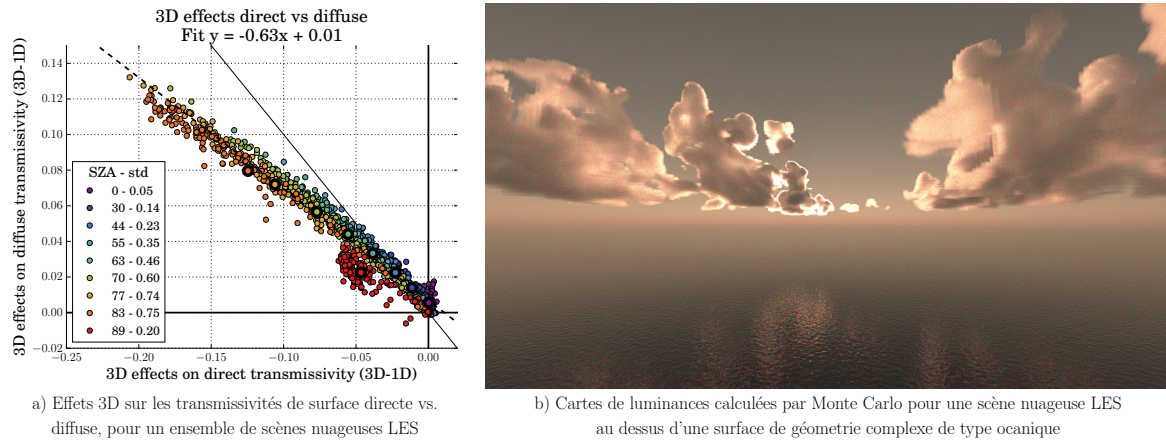 3D effects direct vs diffuse
Fit y = -0.63x + 0.01
3D effects on diffuse transmissivity (3D-1D)
0.14
0.12
0.10
0.08
0.06
0.04
0.02
0.00
−0.02
SZA - std
0 - 0.05
30 - 0.14
44 - 0.23
55 - 0.35
63 - 0.46
70 - 0.60
77 - 0.74
83 - 0.75
89 - 0.20
−0.25 −0.20 −0.15 −0.10 −0.05 0.00
3D effects on direct transmissivity (3D-1D)
a) Effets 3D sur les transmissivités de surface directe vs.
diffuse, pour un ensemble de scènes nuageuses LES
b) Cartes de luminances calculées par Monte Carlo pour une scène nuageuse LES
au dessus d'une surface de géometrie complexe de type ocanique